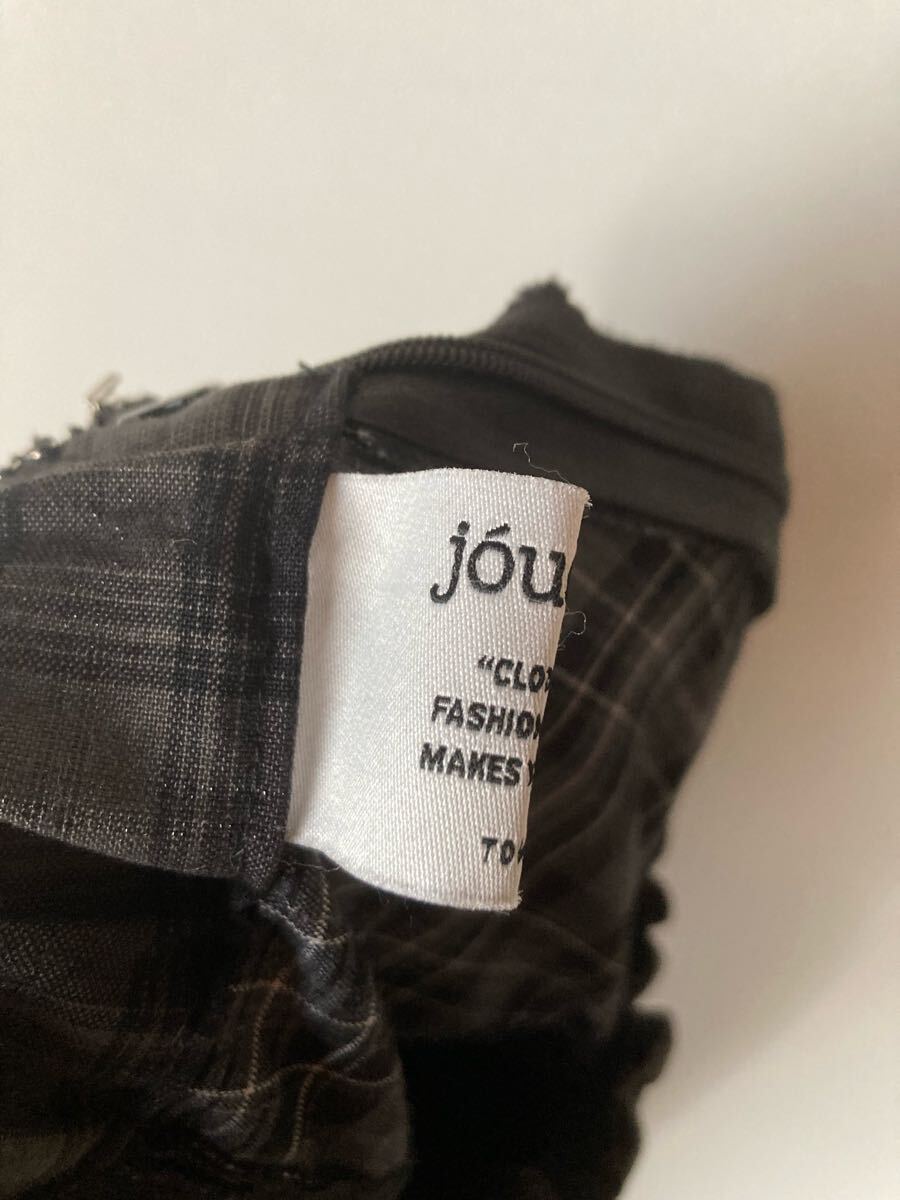 jóu
"CLO
FASHION
MAKES
TO